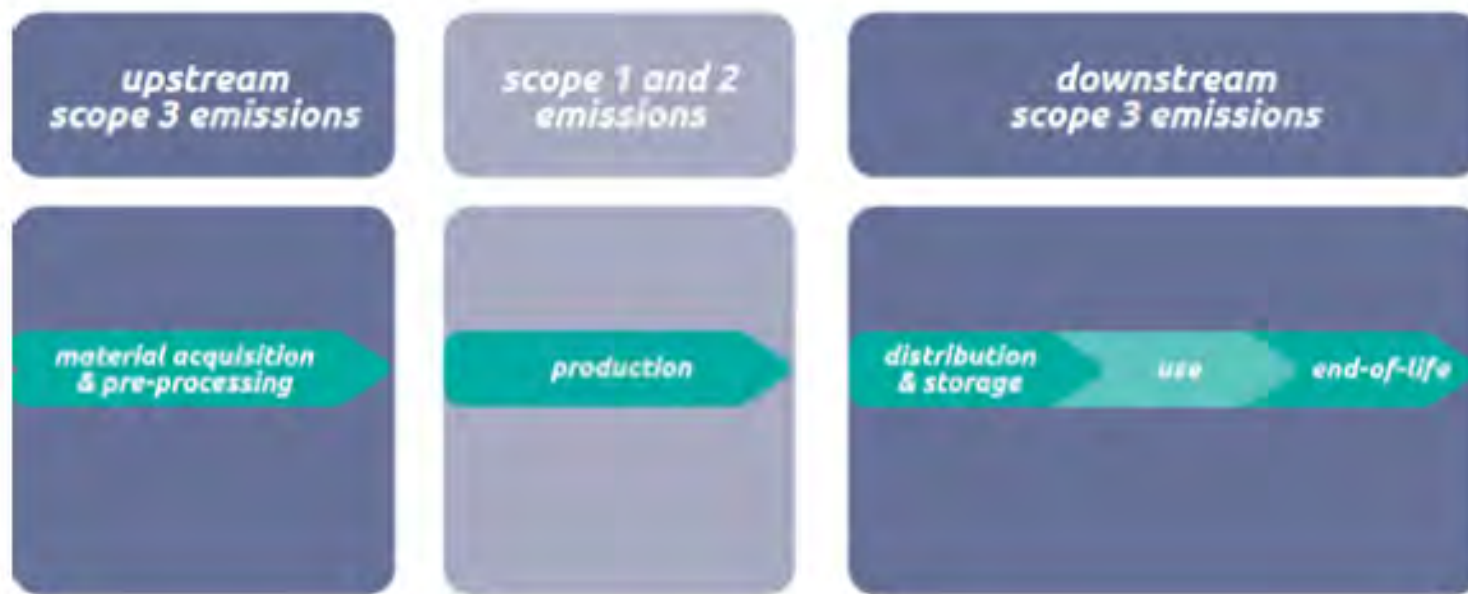 upstream
scope 3 emissions
scope 1 and 2
emissions
downstream
scope 3 emissions
material acquisition
& pre-processing
production
distribution
& storage
use
end-of-life